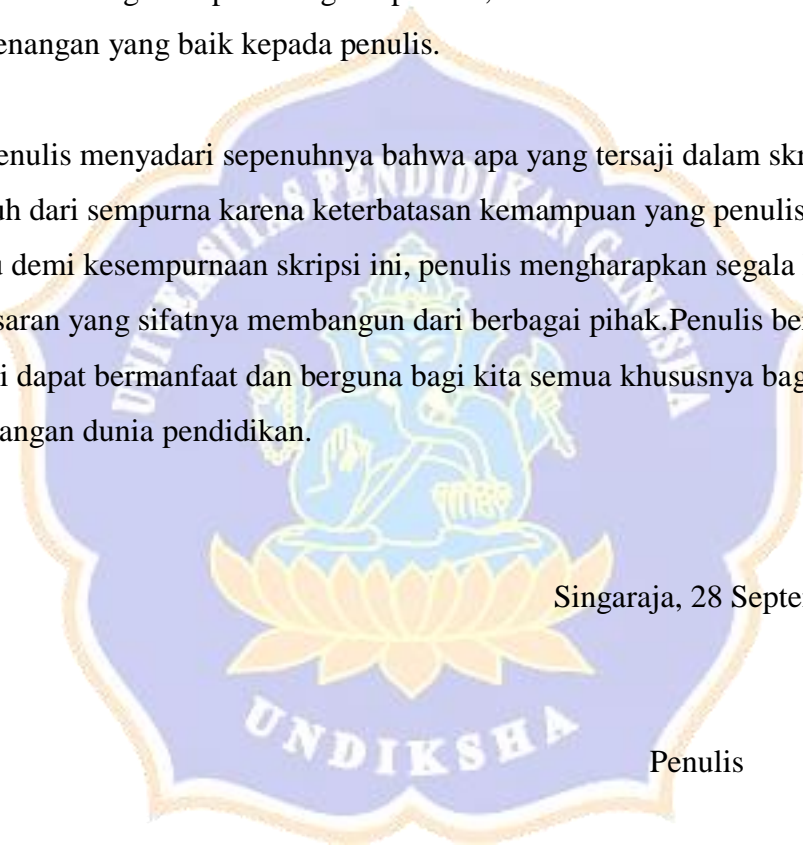 enangan yang baik kepada penulis.
enulis menyadari sepenuhnya bahwa apa yang tersaji dalam skr
uh dari sempurna karena keterbatasan kemampuan yang penulis
demi kesempurnaan skripsi ini, penulis mengharapkan segala
saran yang sifatnya membangun dari berbagai pihak.Penulis be
i dapat bermanfaat dan berguna bagi kita semua khususnya bag
angan dunia pendidikan.
UNIVERSITAS PENDIDIKAN GANESHA
Singaraja, 28 Septe
UNDIKSHA
Penulis